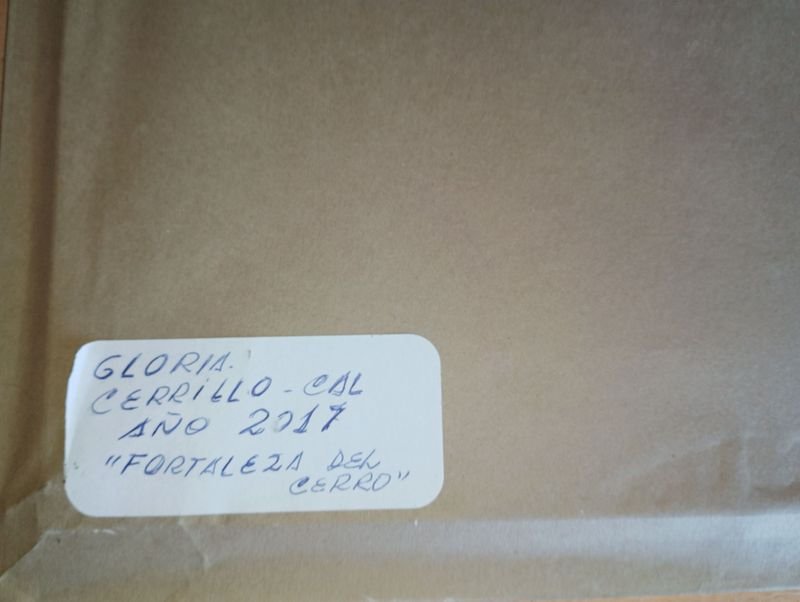 GLORIA.
CERRiLLO - CAL
AÑO 2017
"FORTALEZA DEL
CERRO"